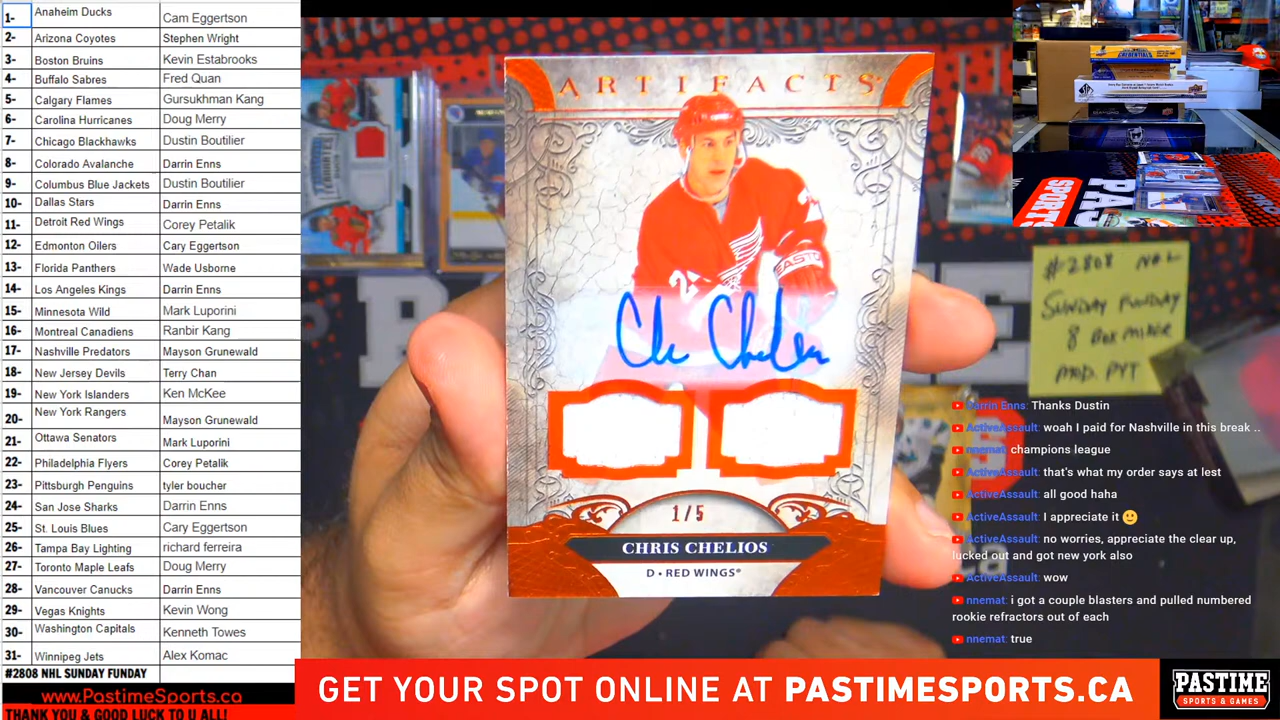 1- Anaheim Ducks Cam Eggertson
2- Arizona Coyotes Stephen Wright
3- Boston Bruins Kevin Estabrooks
4- Buffalo Sabres Fred Quan
5- Calgary Flames Gursukhman Kang
6- Carolina Hurricanes Doug Merry
7- Chicago Blackhawks Dustin Boutilier
8- Colorado Avalanche Darrin Enns
9- Columbus Blue Jackets Dustin Boutilier
10- Dallas Stars Darrin Enns
11- Detroit Red Wings Corey Petalik
12- Edmonton Oilers Cary Eggertson
13- Florida Panthers Wade Usborne
14- Los Angeles Kings Darrin Enns
15- Minnesota Wild Mark Luporini
16- Montreal Canadiens Ranbir Kang
17- Nashville Predators Mayson Grunewald
18- New Jersey Devils Terry Chan
19- New York Islanders Ken McKee
20- New York Rangers Mayson Grunewald
21- Ottawa Senators Mark Luporini
22- Philadelphia Flyers Corey Petalik
23- Pittsburgh Penguins tyler boucher
24- San Jose Sharks Darrin Enns
25- St. Louis Blues Cary Eggertson
26- Tampa Bay Lighting richard ferreira
27- Toronto Maple Leafs Doug Merry
28- Vancouver Canucks Darrin Enns
29- Vegas Knights Kevin Wong
30- Washington Capitals Kenneth Towes
31- Winnipeg Jets Alex Komac
#2808 NHL SUNDAY FUNDAY
www.PastimeSports.ca
THANK YOU & GOOD LUCK TO U ALL!
ARTIFACTS
24
EASTON
Chris Chelios
1/5
CHRIS CHELIOS
D • RED WINGS®
#2808 NHL
SUNDAY FUNDAY
8 BOX MIXER
PYT
Darrin Enns: Thanks Dustin
ActiveAssault: woah I paid for Nashville in this break ..
nnemat: champions league
ActiveAssault: that's what my order says at lest
ActiveAssault: all good haha
ActiveAssault: I appreciate it 🙂
ActiveAssault: no worries, appreciate the clear up,
lucked out and got new york also
ActiveAssault: wow
nnemat: i got a couple blasters and pulled numbered
rookie refractors out of each
nnemat: true
GET YOUR SPOT ONLINE AT PASTIMESPORTS.CA
PASTIME
SPORTS & GAMES